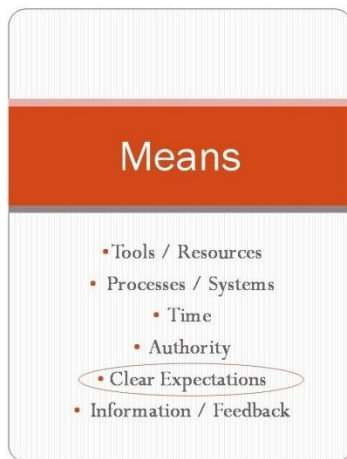 Means
•Tools / Resources
• Processes / Systems
• Time
• Authority
• Clear Expectations
• Information / Feedback